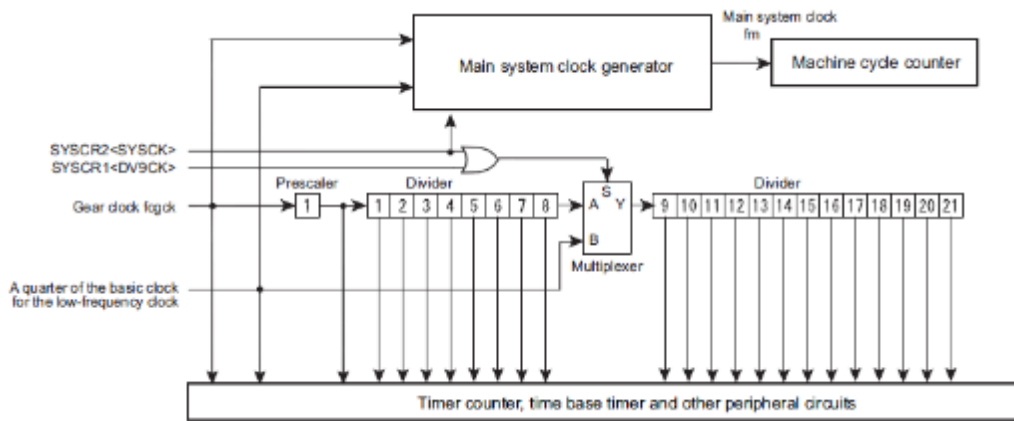 Main system clock
fm
Main system clock generator
Machine cycle counter
SYSCR2<SYSCK>
SYSCR1<DV9CK>
Prescaler
Divider
S
Divider
Gear clock fcgck
1
1 2 3 4 5 6 7 8
A Y
9 10 11 12 13 14 15 16 17 18 19 20 21
B
Multiplexer
A quarter of the basic clock
for the low-frequency clock
Timer counter, time base timer and other peripheral circuits